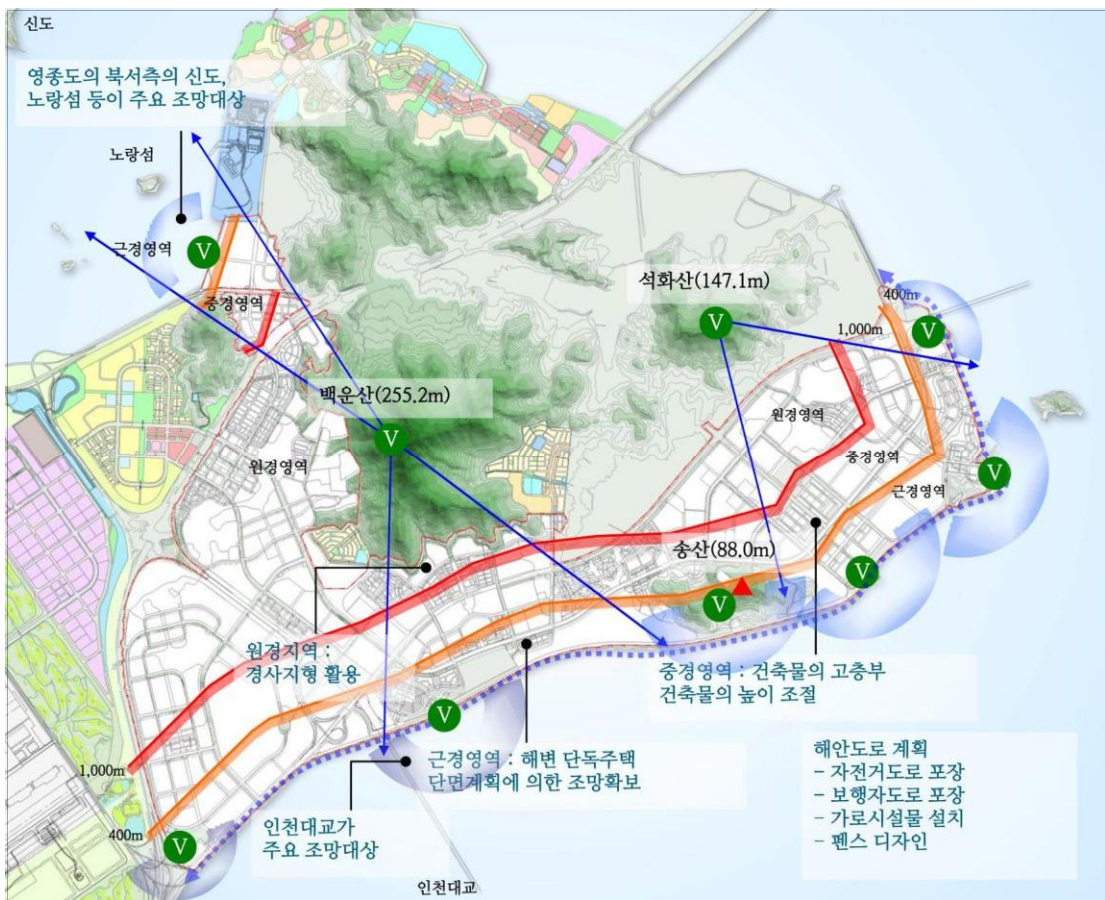 신도
영종도의 북서측의 신도,
노랑섬 등이 주요 조망대상
노랑섬
근경영역
V
중경영역
석화산(147.1m)
V
400m
V
1,000m
백운산(255.2m)
V
원경영역
원경영역
중경영역
근경영역
V
송산(88.0m)
V
V
원경지역 :
경사지형 활용
중경영역 : 건축물의 고층부
건축물의 높이 조절
V
1,000m
근경영역 : 해변 단독주택
단면계획에 의한 조망확보
400m
V
인천대교가
주요 조망대상
인천대교
해안도로 계획
- 자전거도로 포장
- 보행자도로 포장
- 가로시설물 설치
- 펜스 디자인